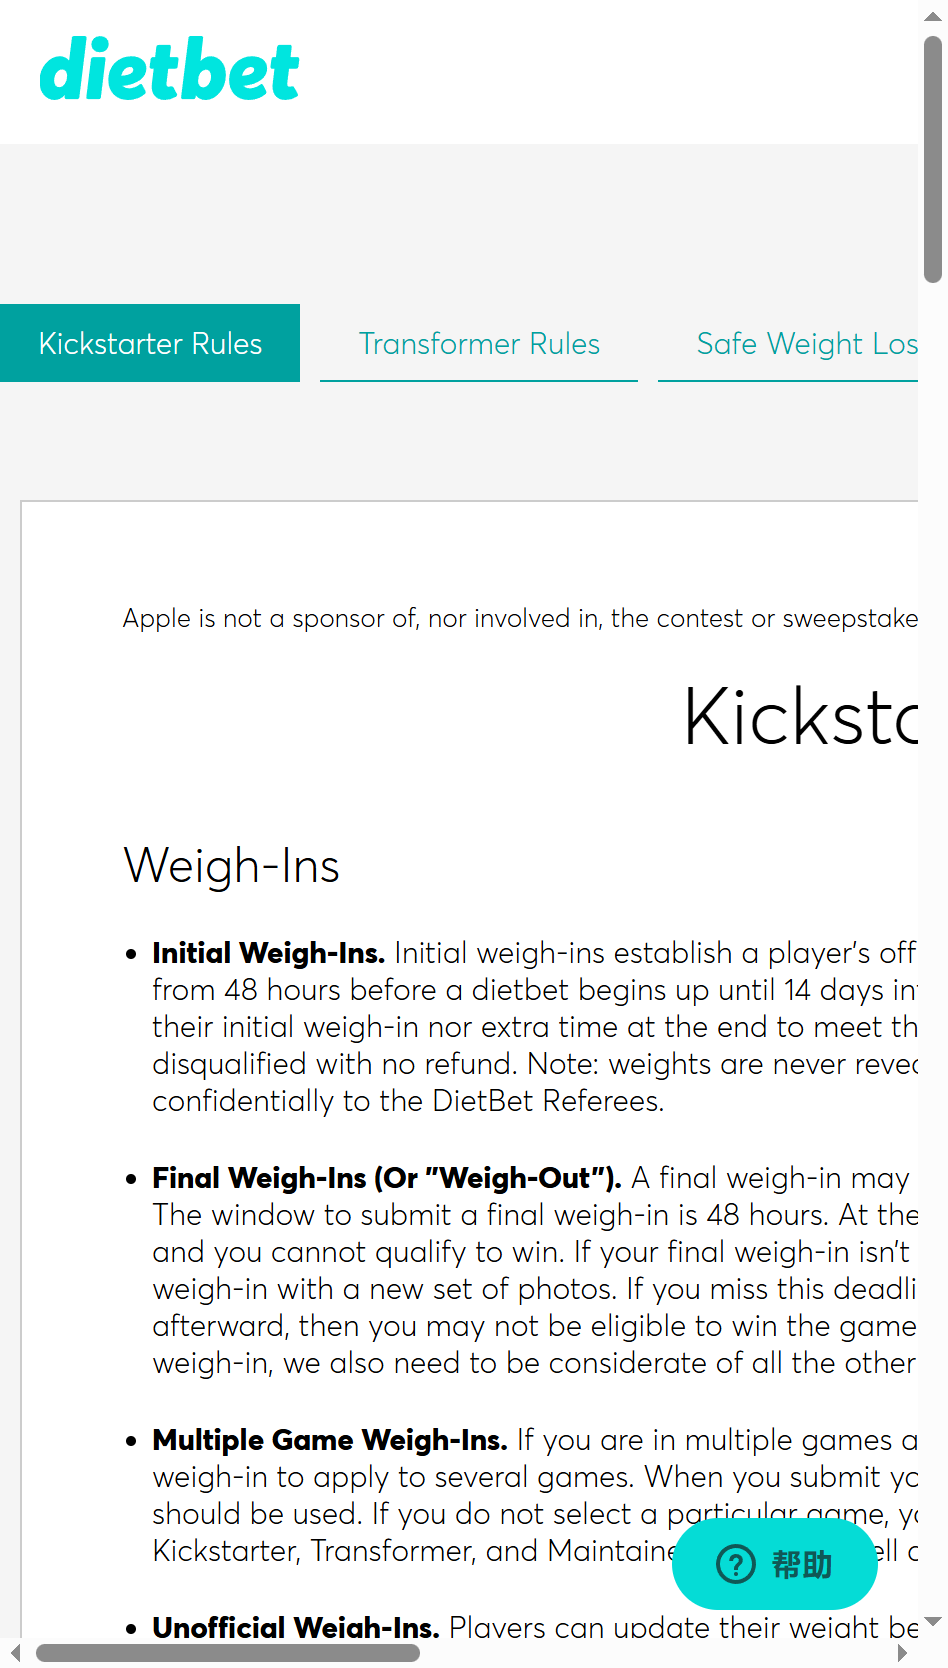 dietbet
Kickstarter Rules
Transformer Rules
Safe Weight Los
Apple is not a sponsor of, nor involved in, the contest or sweepstake
Kicksta
Weigh-Ins
• Initial Weigh-Ins. Initial weigh-ins establish a player's off
from 48 hours before a dietbet begins up until 14 days in
their initial weigh-in nor extra time at the end to meet th
disqualified with no refund. Note: weights are never revea
confidentially to the DietBet Referees.
• Final Weigh-Ins (Or "Weigh-Out"). A final weigh-in may
The window to submit a final weigh-in is 48 hours. At the
and you cannot qualify to win. If your final weigh-in isn't
weigh-in with a new set of photos. If you miss this deadli
afterward, then you may not be eligible to win the game
weigh-in, we also need to be considerate of all the other
• Multiple Game Weigh-Ins. If you are in multiple games a
weigh-in to apply to several games. When you submit yo
should be used. If you do not select a particular game, yo
Kickstarter, Transformer, and Maintaine ell
帮助
• Unofficial Weigh-Ins. Players can update their weight be